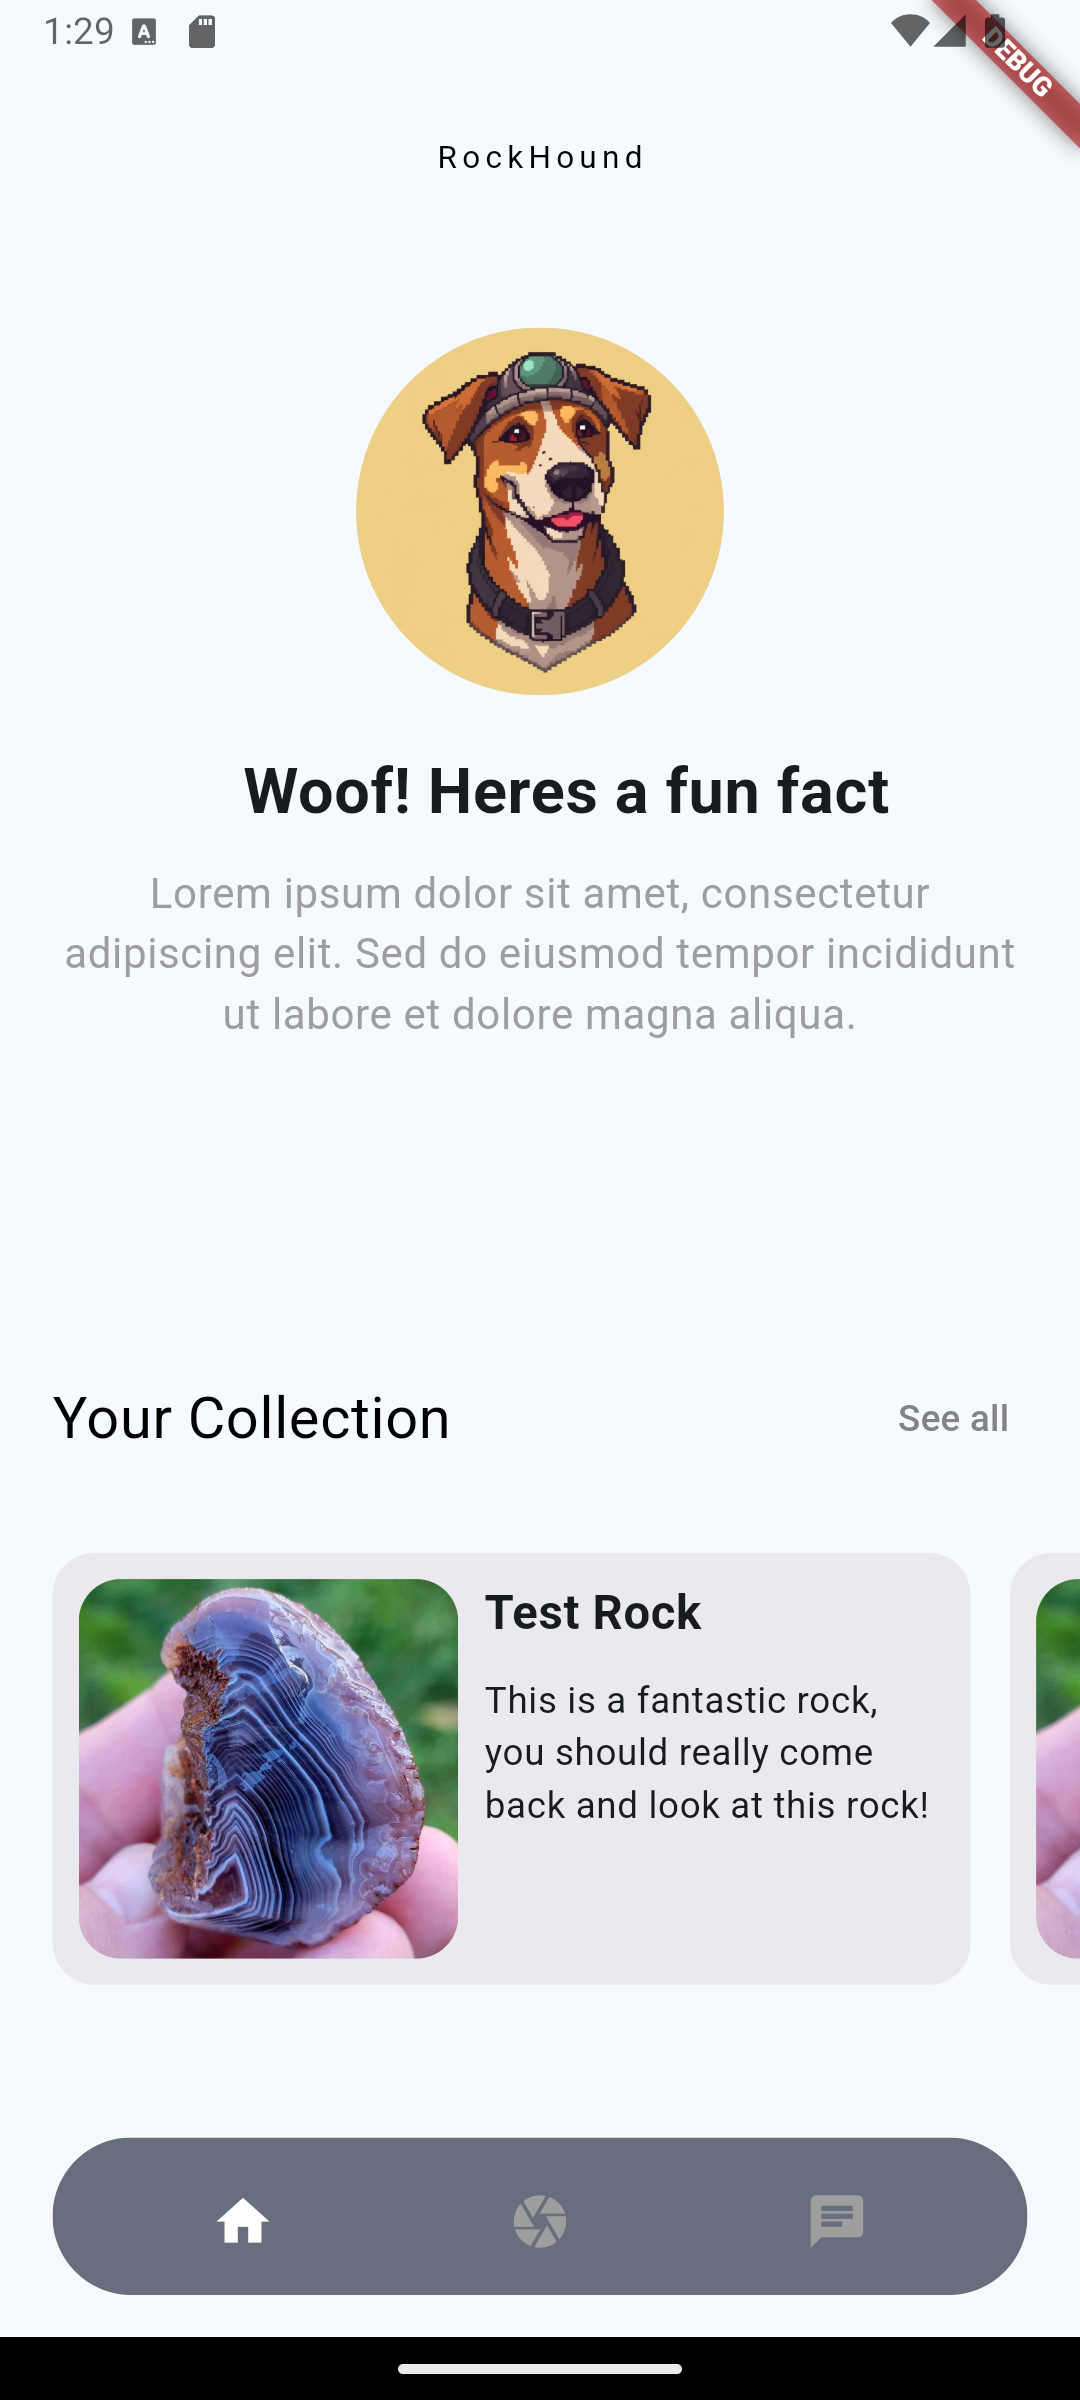 1:29
DEBUG
RockHound
Woof! Heres a fun fact
Lorem ipsum dolor sit amet, consectetur
adipiscing elit. Sed do eiusmod tempor incididunt
ut labore et dolore magna aliqua.
Your Collection
See all
Test Rock
This is a fantastic rock,
you should really come
back and look at this rock!